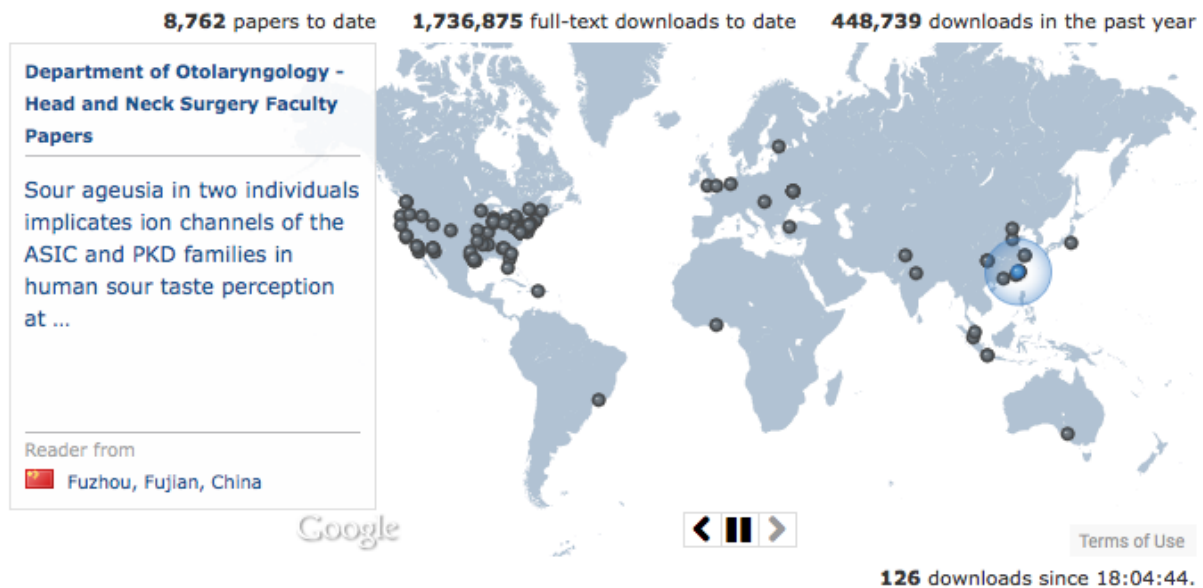 8,762 papers to date 1,736,875 full-text downloads to date 448,739 downloads in the past year
Department of Otolaryngology -
Head and Neck Surgery Faculty
Papers
Sour ageusia in two individuals
implicates ion channels of the
ASIC and PKD families in
human sour taste perception
at ...
Reader from
Fuzhou, Fujian, China
Google
Terms of Use
126 downloads since 18:04:44.